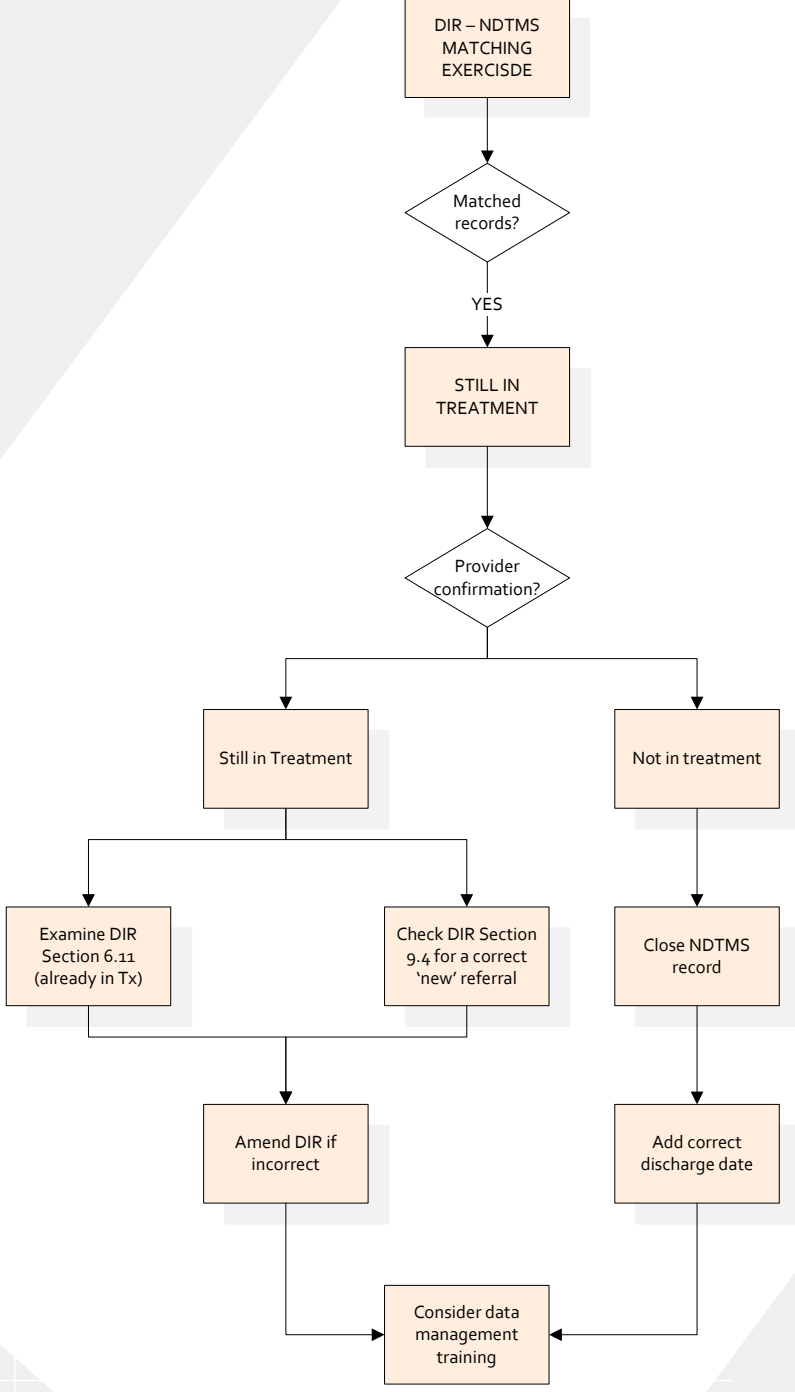 DIR – NDTMS
MATCHING
EXERCISDE
Matched
records?
YES
STILL IN
TREATMENT
Provider
confirmation?
Still in Treatment
Not in treatment
Examine DIR
Section 6.11
(already in Tx)
Check DIR Section
9.4 for a correct
‘new’ referral
Close NDTMS
record
Amend DIR if
incorrect
Add correct
discharge date
Consider data
management
training